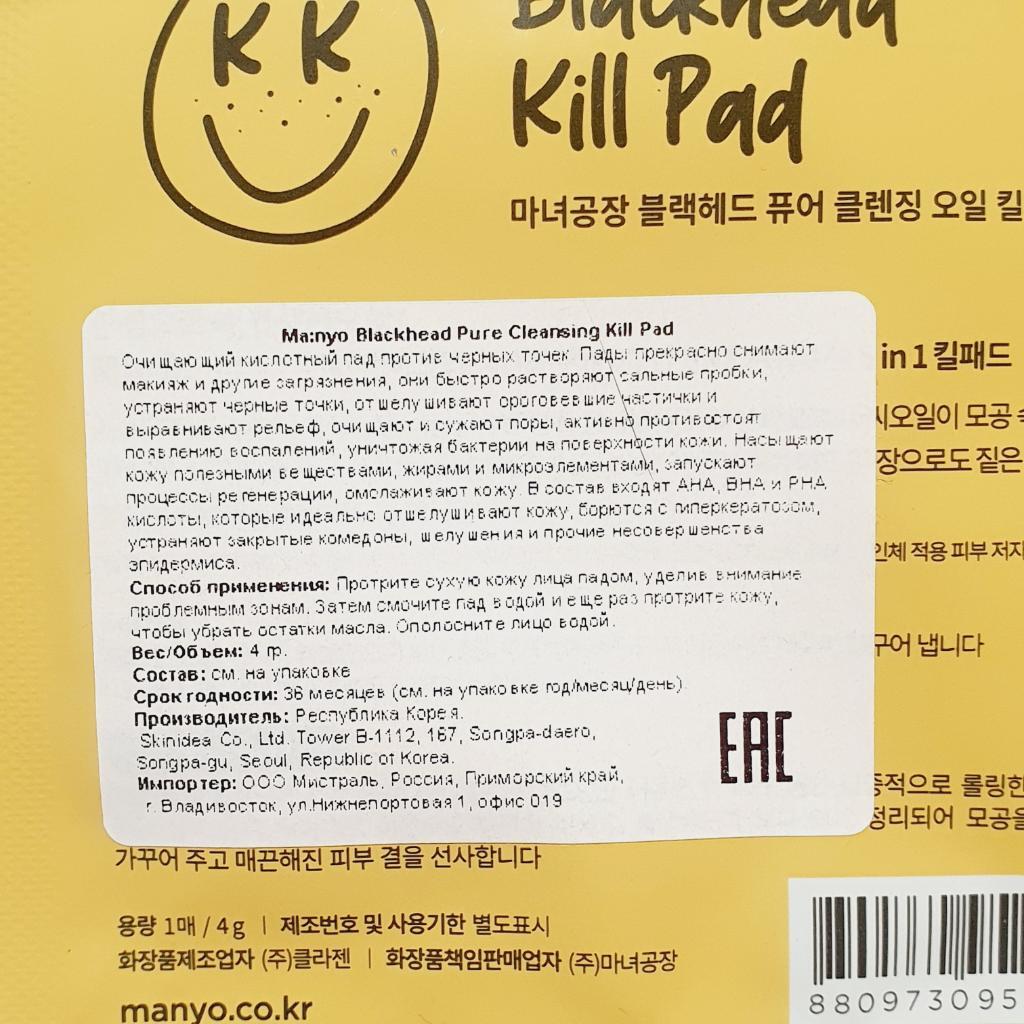 K K
Blackhead
Kill Pad
마녀공장 블랙헤드 퓨어 클렌징 오일 킬
in 1 킬패드
씨오일이 모공
장으로도 짙은
인체 적용 피부 저자
구어 냅니다
Ma:nyo Blackhead Pure Cleansing Kill Pad
Очищающий кислотный пад против черных точек. Пады прекрасно снимают
макияж и другие загрязнения, они быстро растворяют сальные пробки,
устраняют черные точки, отшелушивают ороговевшие частички и
выравнивают рельеф, очищают и сужают поры, активно противостоят
появлению воспалений, уничтожая бактерии на поверхности кожи. Насыщают
кожу полезными веществами, жирами и микроэлементами, запускают
процессы регенерации, омолаживают кожу. В состав входят AHA, BHA и PHA
кислоты, которые идеально отшелушивают кожу, борются с гиперкератозом,
устраняют закрытые комедоны, шелушения и прочие несовершенства
эпидермиса.
Способ применения: Протрите сухую кожу лица падом, уделив внимание
проблемным зонам. Затем смочите пад водой и еще раз протрите кожу,
чтобы убрать остатки масла. Ополосните лицо водой.
Вес/Объем: 4 гр.
Состав: см. на упаковке
Срок годности: 36 месяцев (см. на упаковке год/месяц/день).
Производитель: Республика Корея.
Skinidea Co., Ltd. Tower B-1112, 167, Songpa-daero,
Songpa-gu, Seoul, Republic of Korea.
Импортер: ООО Мистраль, Россия, Приморский край,
г. Владивосток, ул.Нижнепортовая 1, офис 019
EAC
중적으로 롤링한
정리되어 모공을
가꾸어 주고 매끈해진 피부 결을 선사합니다
용량 1매 / 4g | 제조번호 및 사용기한 별도표시
화장품제조업자 (주)클라젠 | 화장품책임판매업자 (주)마녀공장
manyo.co.kr
880973095